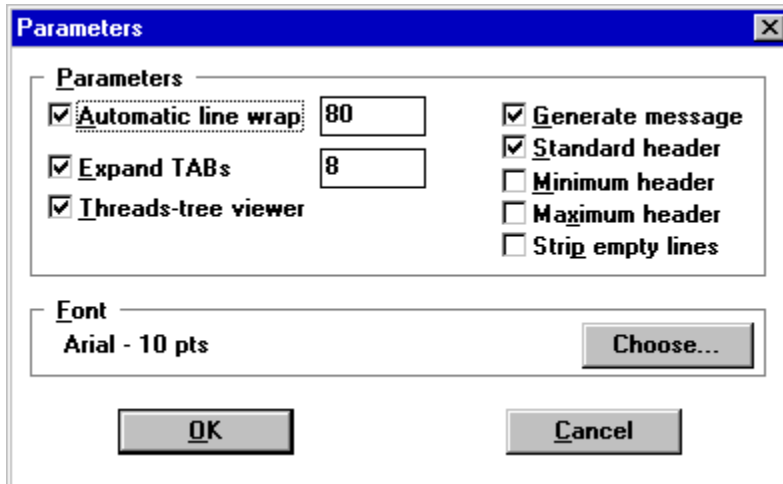 Parameters
Parameters
Automatic line wrap 80
Expand TABs 8
Threads-tree viewer
Generate message
Standard header
Minimum header
Maximum header
Strip empty lines
Font
Arial - 10 pts
Choose...
OK
Cancel